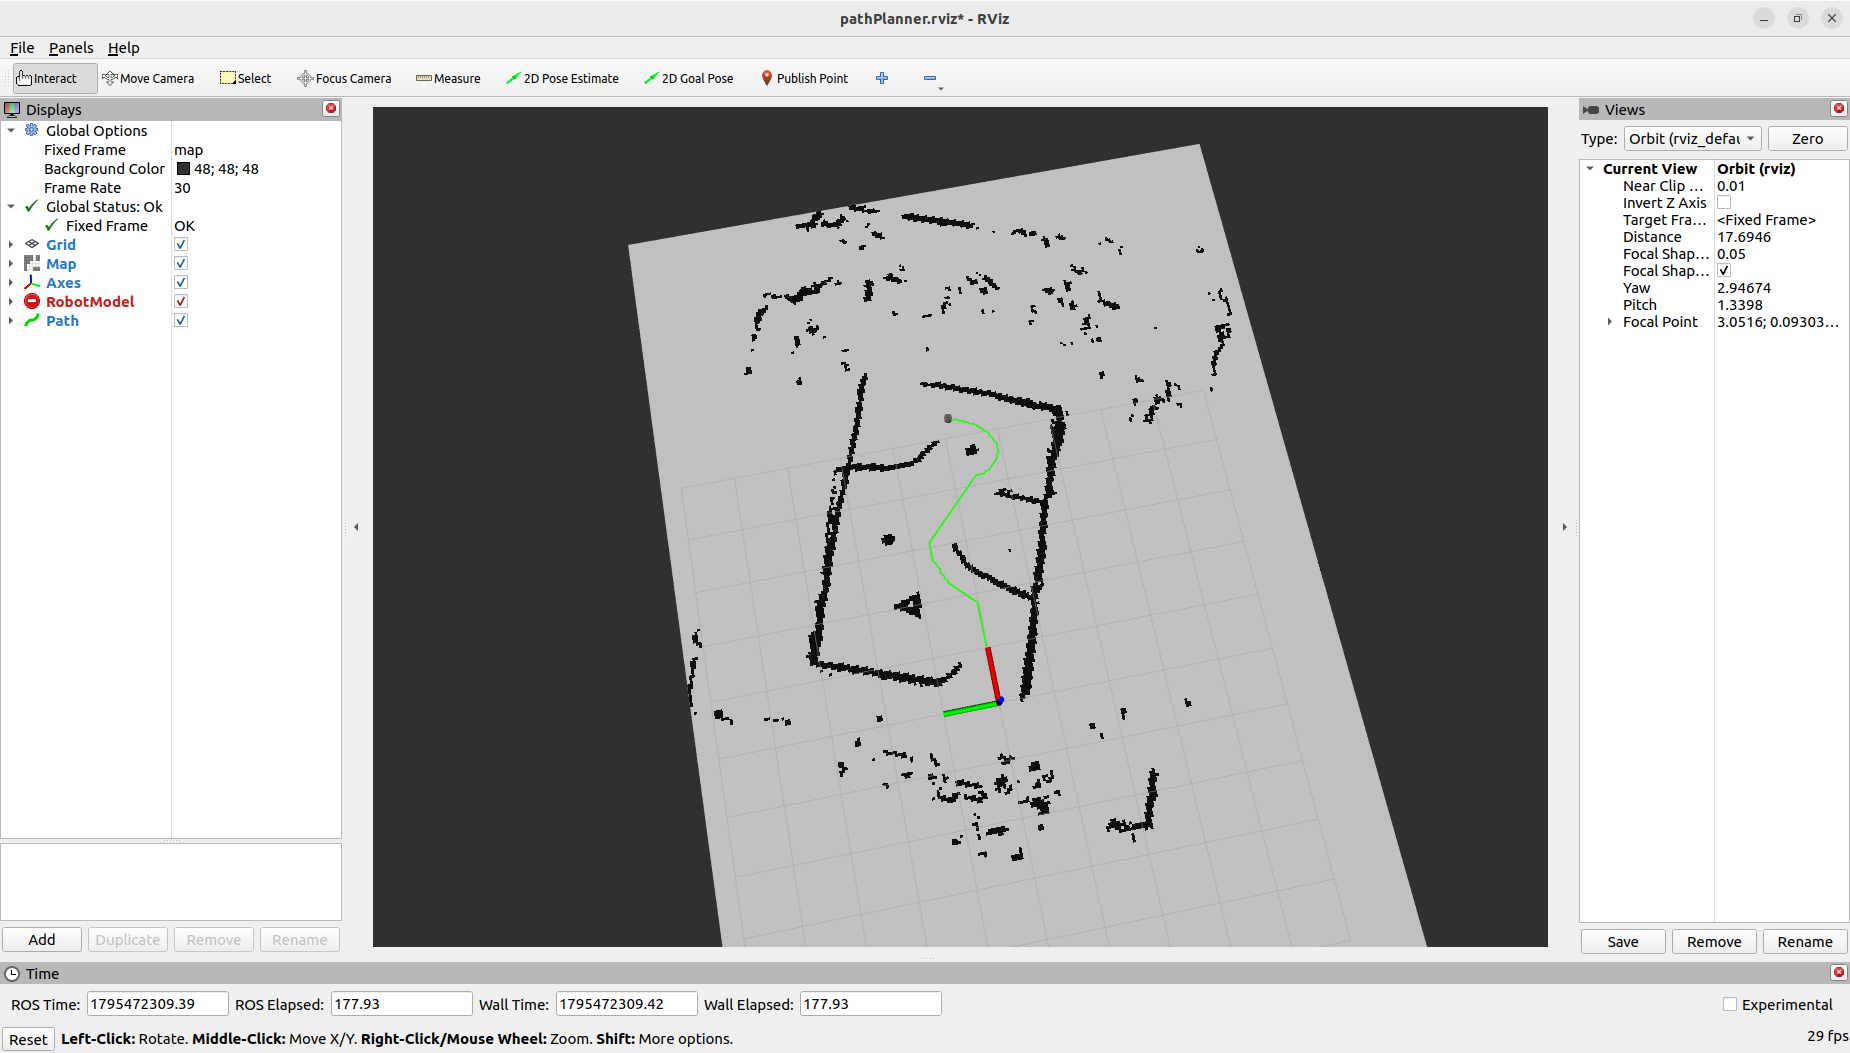 pathPlanner.rviz* - RViz
File Panels Help
Interact Move Camera Select Focus Camera Measure 2D Pose Estimate 2D Goal Pose Publish Point
Displays
Global Options
Fixed Frame map
Background Color 48; 48; 48
Frame Rate 30
Global Status: Ok
Fixed Frame OK
Grid
Map
Axes
RobotModel
Path
Add Duplicate Remove Rename
Views
Type: Orbit (rviz_defau Zero
Current View Orbit (rviz)
Near Clip ... 0.01
Invert Z Axis
Target Fra... <Fixed Frame>
Distance 17.6946
Focal Shap... 0.05
Focal Shap...
Yaw 2.94674
Pitch 1.3398
Focal Point 3.0516; 0.09303...
Save Remove Rename
Time
ROS Time: 1795472309.39 ROS Elapsed: 177.93 Wall Time: 1795472309.42 Wall Elapsed: 177.93 Experimental
Reset Left-Click: Rotate. Middle-Click: Move X/Y. Right-Click/Mouse Wheel: Zoom. Shift: More options. 29 fps